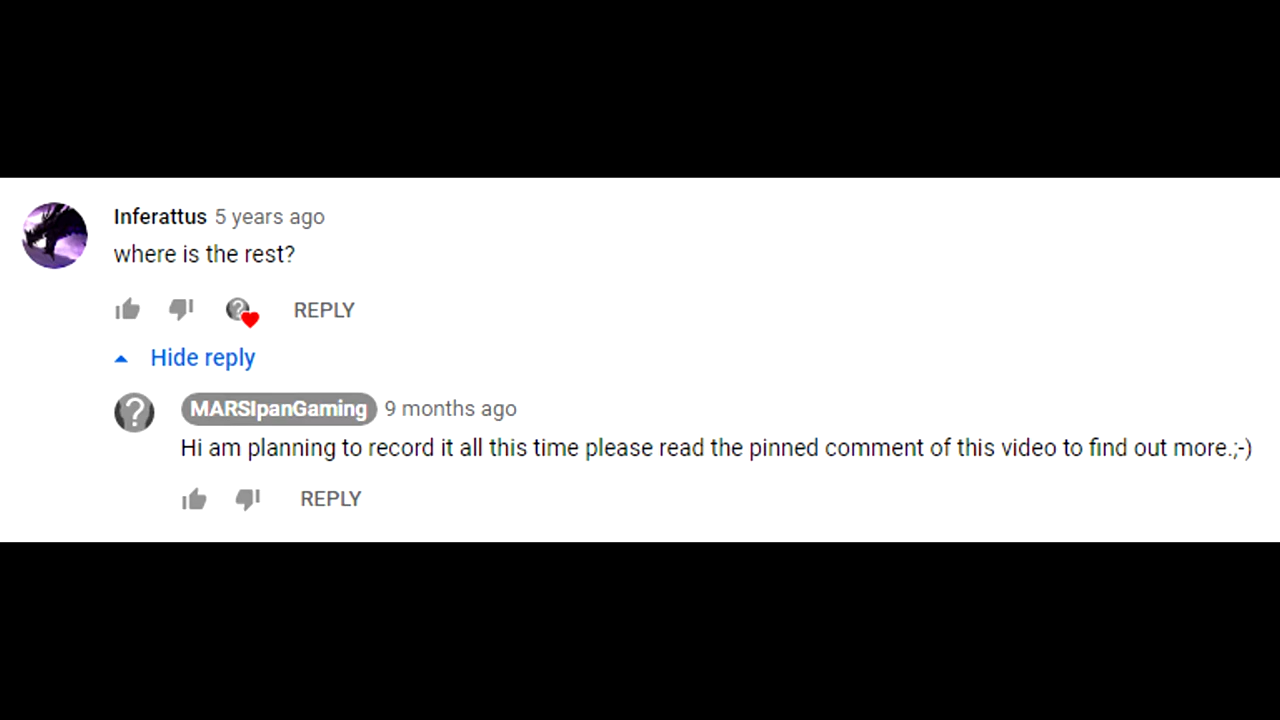 Inferattus 5 years ago
where is the rest?
REPLY
Hide reply
MARSIpanGaming 9 months ago
Hi am planning to record it all this time please read the pinned comment of this video to find out more.;-)
REPLY